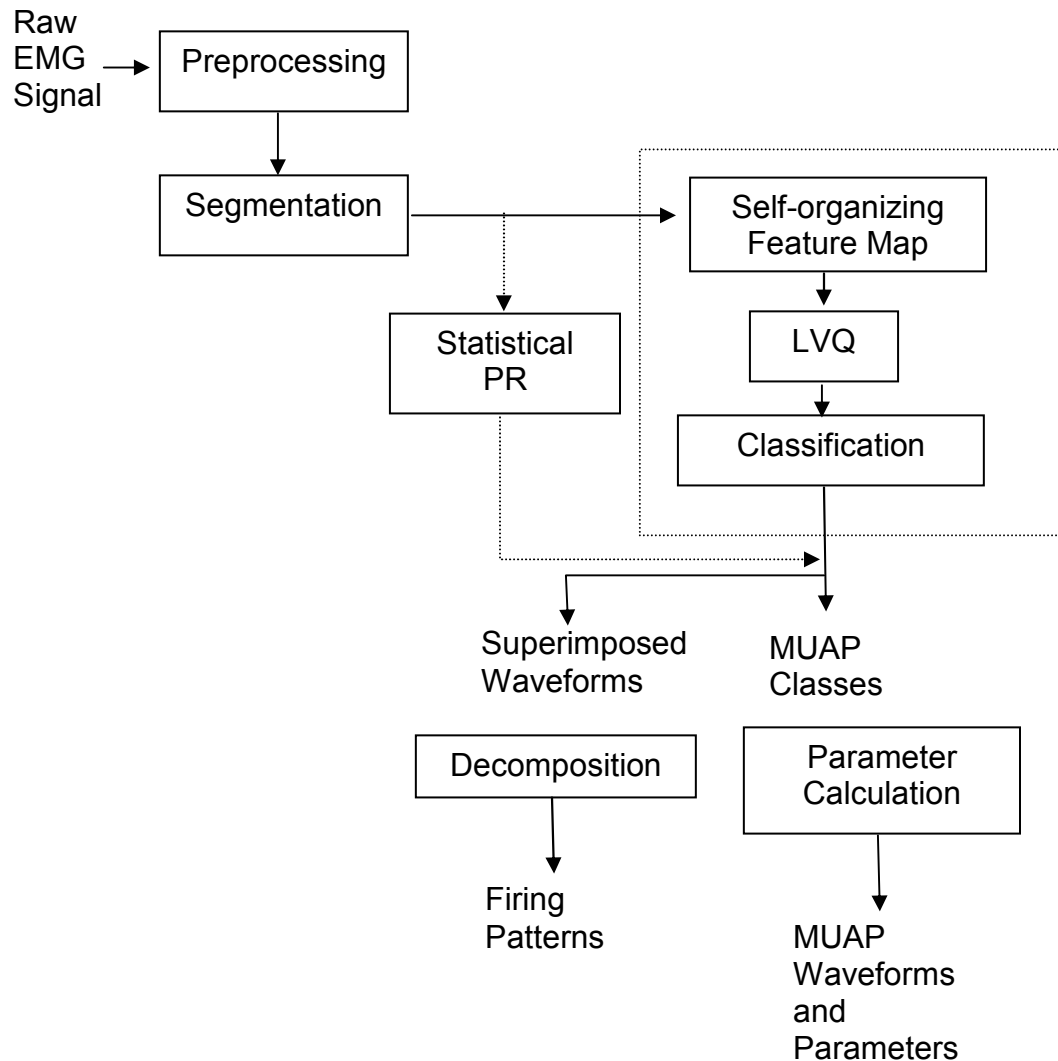 Raw
EMG
Signal
Preprocessing
Segmentation
Self-organizing
Feature Map
Statistical
PR
LVQ
Classification
Superimposed
Waveforms
MUAP
Classes
Decomposition
Parameter
Calculation
Firing
Patterns
MUAP
Waveforms
and
Parameters